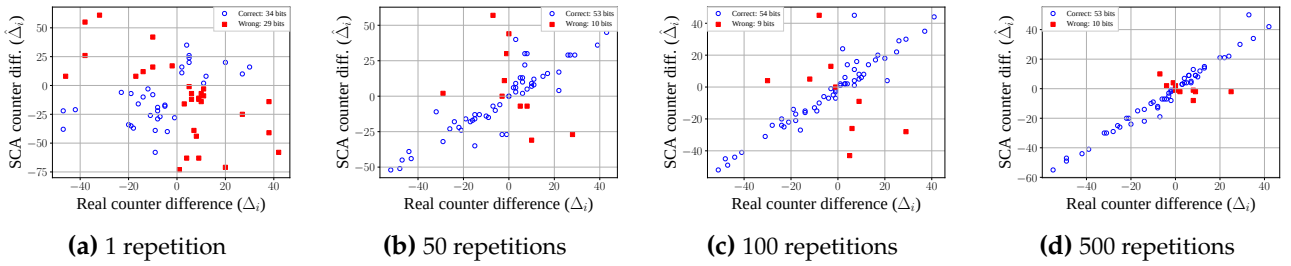 Correct: 34 bits
Wrong: 29 bits
50
25
0
−25
−50
−75
−40
−20
0
20
40
SCA counter diff. (Δ̂ᵢ)
Real counter difference (Δᵢ)
(a) 1 repetition
Correct: 53 bits
Wrong: 10 bits
50
25
0
−25
−50
−40
−20
0
20
40
SCA counter diff. (Δ̂ᵢ)
Real counter difference (Δᵢ)
(b) 50 repetitions
Correct: 54 bits
Wrong: 9 bits
40
20
0
−20
−40
−40
−20
0
20
40
SCA counter diff. (Δ̂ᵢ)
Real counter difference (Δᵢ)
(c) 100 repetitions
Correct: 53 bits
Wrong: 10 bits
40
20
0
−20
−40
−60
−40
−20
0
20
40
SCA counter diff. (Δ̂ᵢ)
Real counter difference (Δᵢ)
(d) 500 repetitions